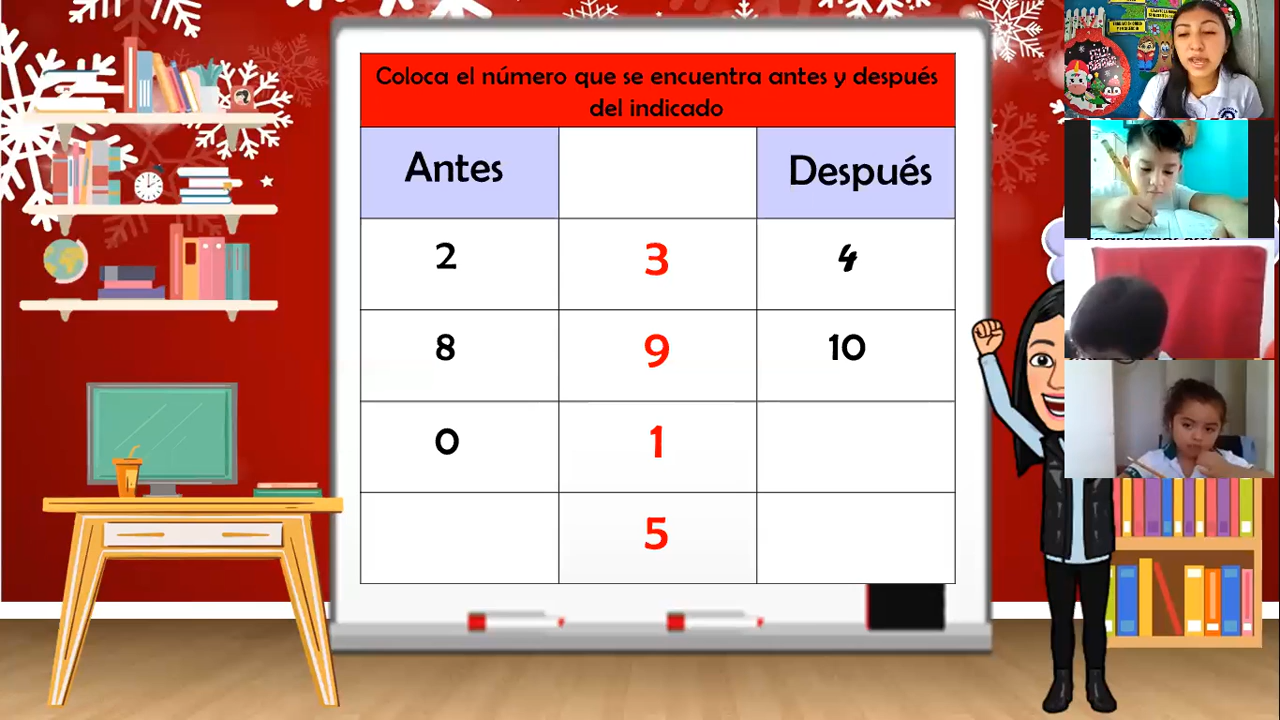 Coloca el número que se encuentra antes y después
del indicado
Antes Después
2 3 4
8 9 10
0 1
5